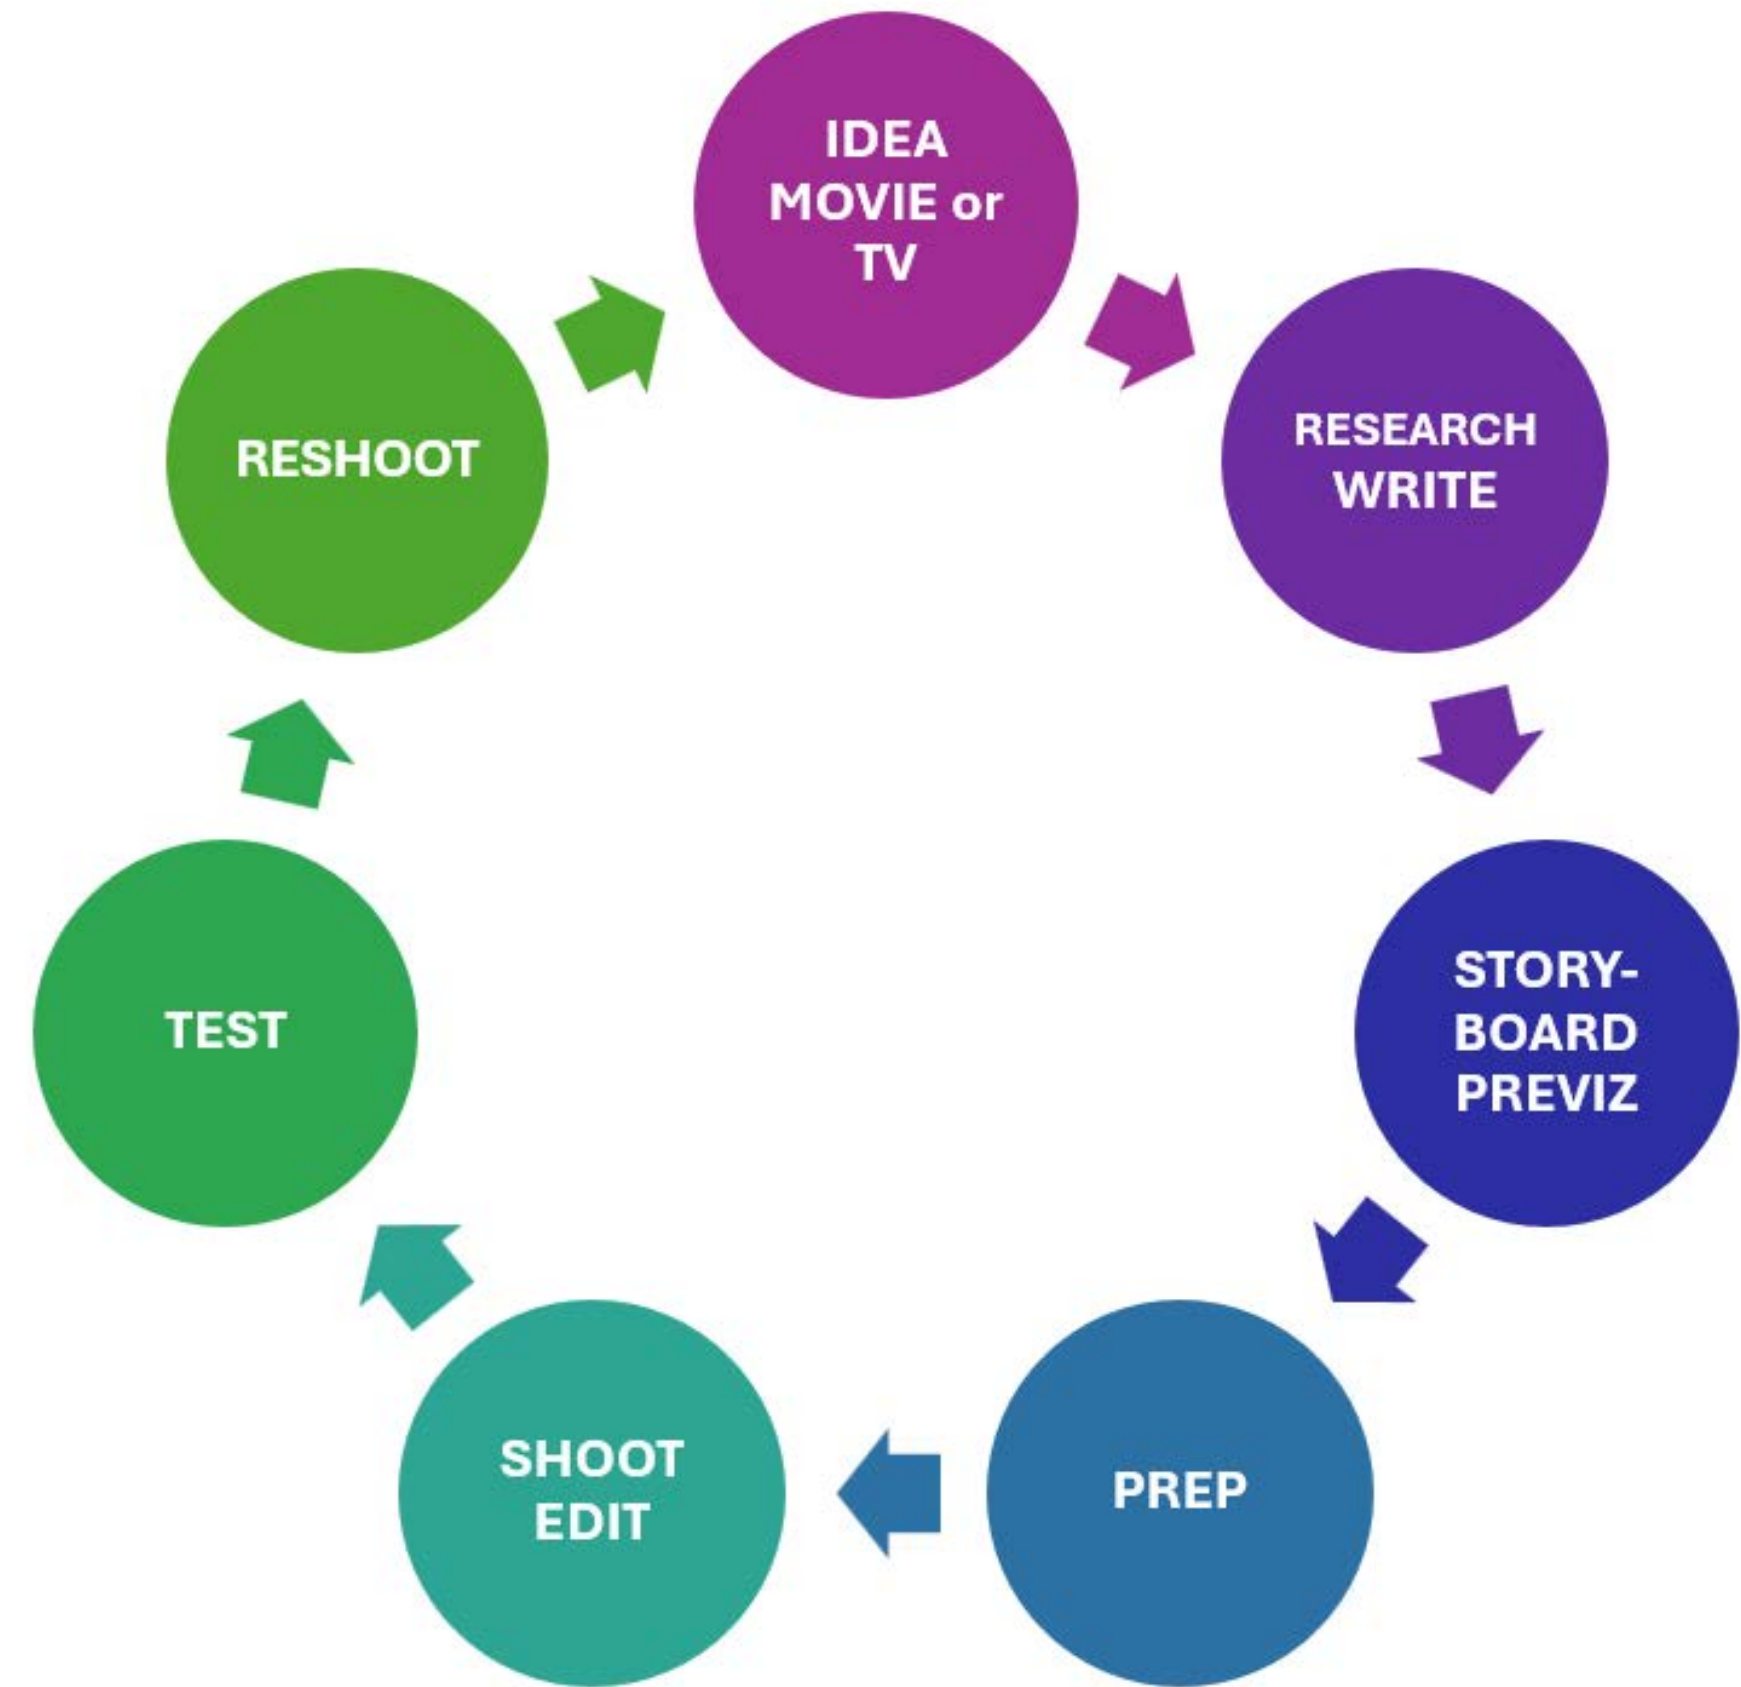 IDEA
MOVIE or
TV
RESEARCH
WRITE
STORY-
BOARD
PREVIZ
PREP
SHOOT
EDIT
TEST
RESHOOT